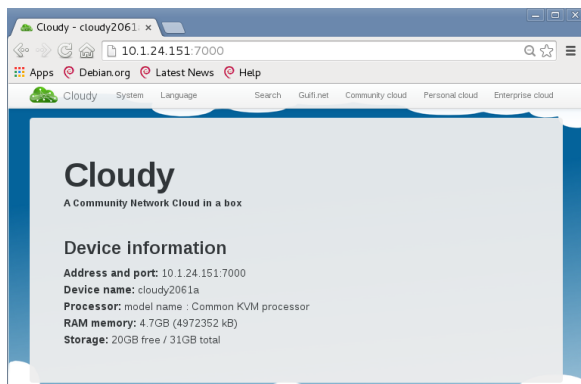 Cloudy - cloudy2061
10.1.24.151:7000
Apps Debian.org Latest News Help
Cloudy System Language Search Guifi.net Community cloud Personal cloud Enterprise cloud
Cloudy
A Community Network Cloud in a box
Device information
Address and port: 10.1.24.151:7000
Device name: cloudy2061a
Processor: model name : Common KVM processor
RAM memory: 4.7GB (4972352 kB)
Storage: 20GB free / 31GB total